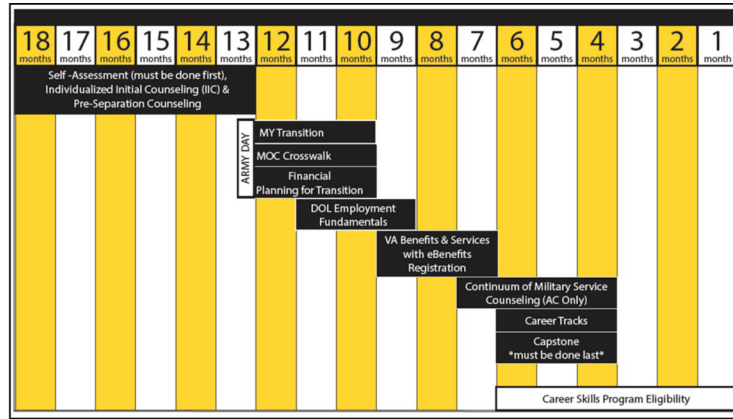 18 17 16 15 14 13 12 11 10 9 8 7 6 5 4 3 2 1
months months months months months months months months months months months months months months months months months month
Self -Assessment (must be done first),
Individualized Initial Counseling (IIC) &
Pre-Separation Counseling
ARMY DAY
MY Transition
MOC Crosswalk
Financial
Planning for Transition
DOL Employment
Fundamentals
VA Benefits & Services
with eBenefits
Registration
Continuum of Military Service
Counseling (AC Only)
Career Tracks
Capstone
*must be done last*
Career Skills Program Eligibility